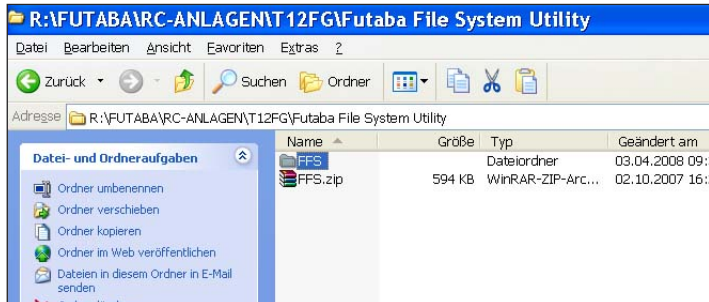 R:\FUTABA\RC-ANLAGEN\T12FG\Futaba File System Utility
Datei Bearbeiten Ansicht Favoriten Extras ?
Zurück Suchen Ordner
Adresse R:\FUTABA\RC-ANLAGEN\T12FG\Futaba File System Utility
Name Größe Typ Geändert am
Datei- und Ordneraufgaben
FFS Dateiordner 03.04.2008 09:
FFS.zip 594 KB WinRAR-ZIP-Arc... 02.10.2007 16:
Ordner umbenennen
Ordner verschieben
Ordner kopieren
Ordner im Web veröffentlichen
Dateien in diesem Ordner in E-Mail
senden